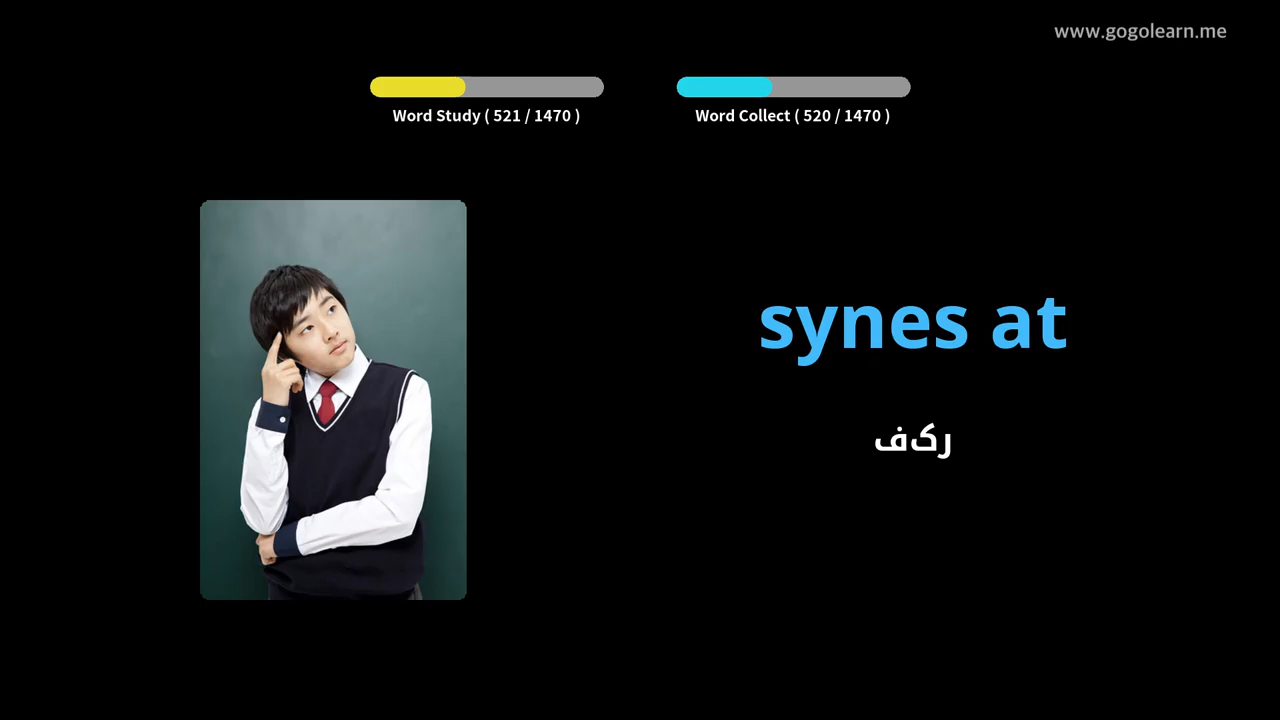 www.gogolearn.me
Word Study ( 521 / 1470 )
Word Collect ( 520 / 1470 )
synes at
رکف